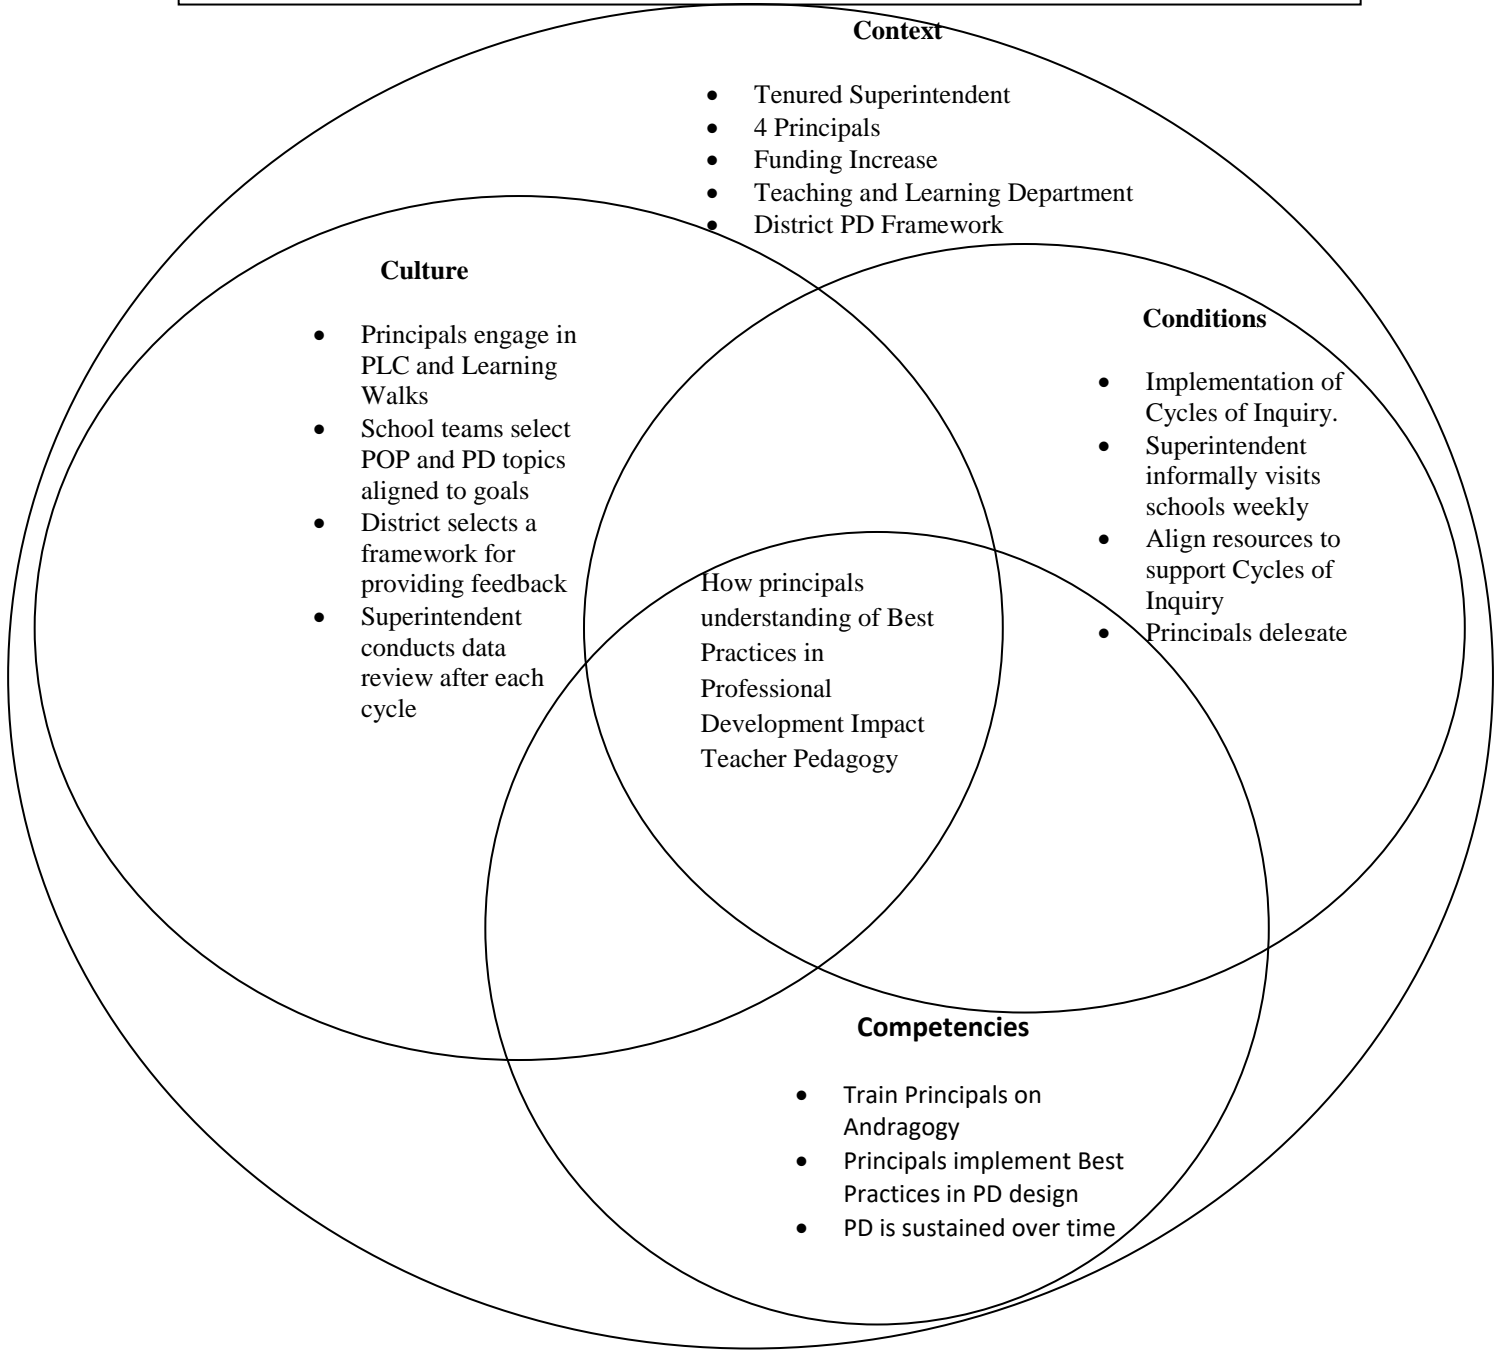 Context
• Tenured Superintendent
• 4 Principals
• Funding Increase
• Teaching and Learning Department
• District PD Framework
Culture
• Principals engage in
PLC and Learning
Walks
• School teams select
POP and PD topics
aligned to goals
• District selects a
framework for
providing feedback
• Superintendent
conducts data
review after each
cycle
Conditions
• Implementation of
Cycles of Inquiry.
• Superintendent
informally visits
schools weekly
• Align resources to
support Cycles of
Inquiry
• Principals delegate
How principals
understanding of Best
Practices in
Professional
Development Impact
Teacher Pedagogy
Competencies
• Train Principals on
Andragogy
• Principals implement Best
Practices in PD design
• PD is sustained over time